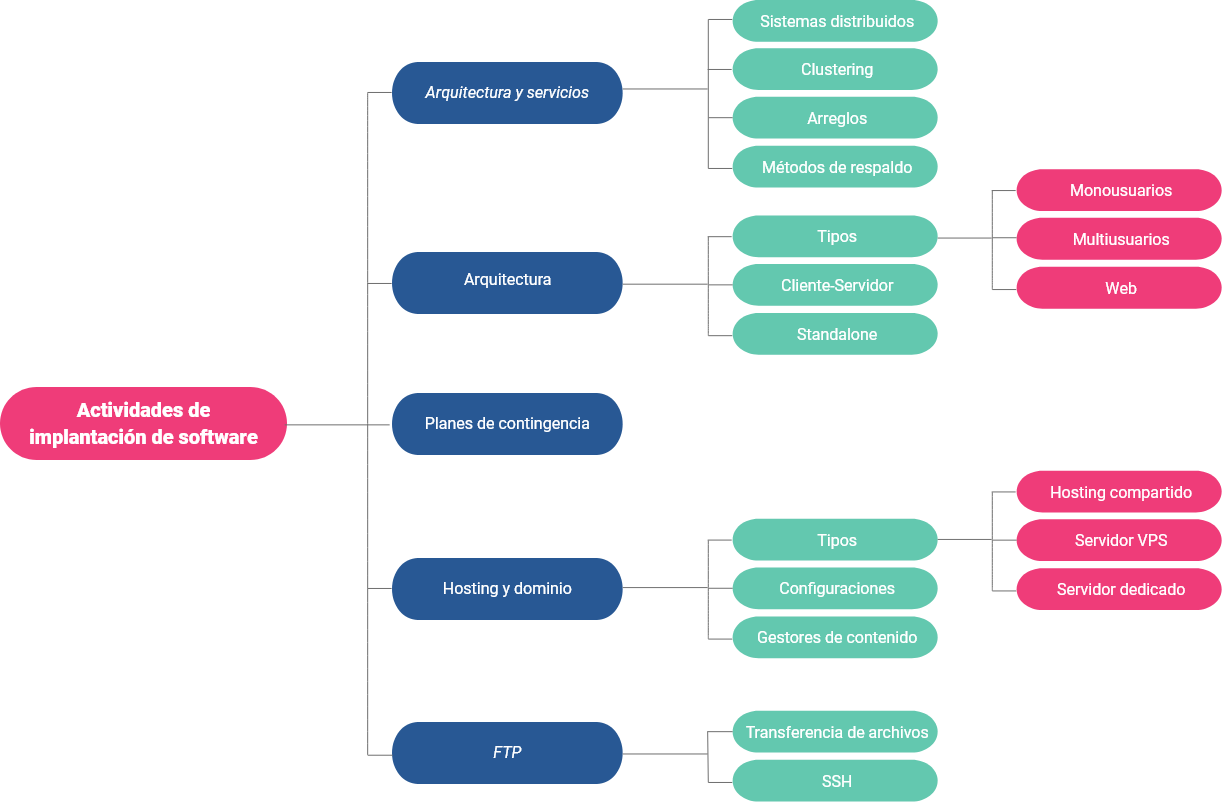 Actividades de
implantación de software
Arquitectura y servicios
Sistemas distribuidos
Clustering
Arreglos
Métodos de respaldo
Arquitectura
Tipos
Monousuarios
Multiusuarios
Web
Cliente-Servidor
Standalone
Planes de contingencia
Hosting y dominio
Tipos
Hosting compartido
Servidor VPS
Servidor dedicado
Configuraciones
Gestores de contenido
FTP
Transferencia de archivos
SSH